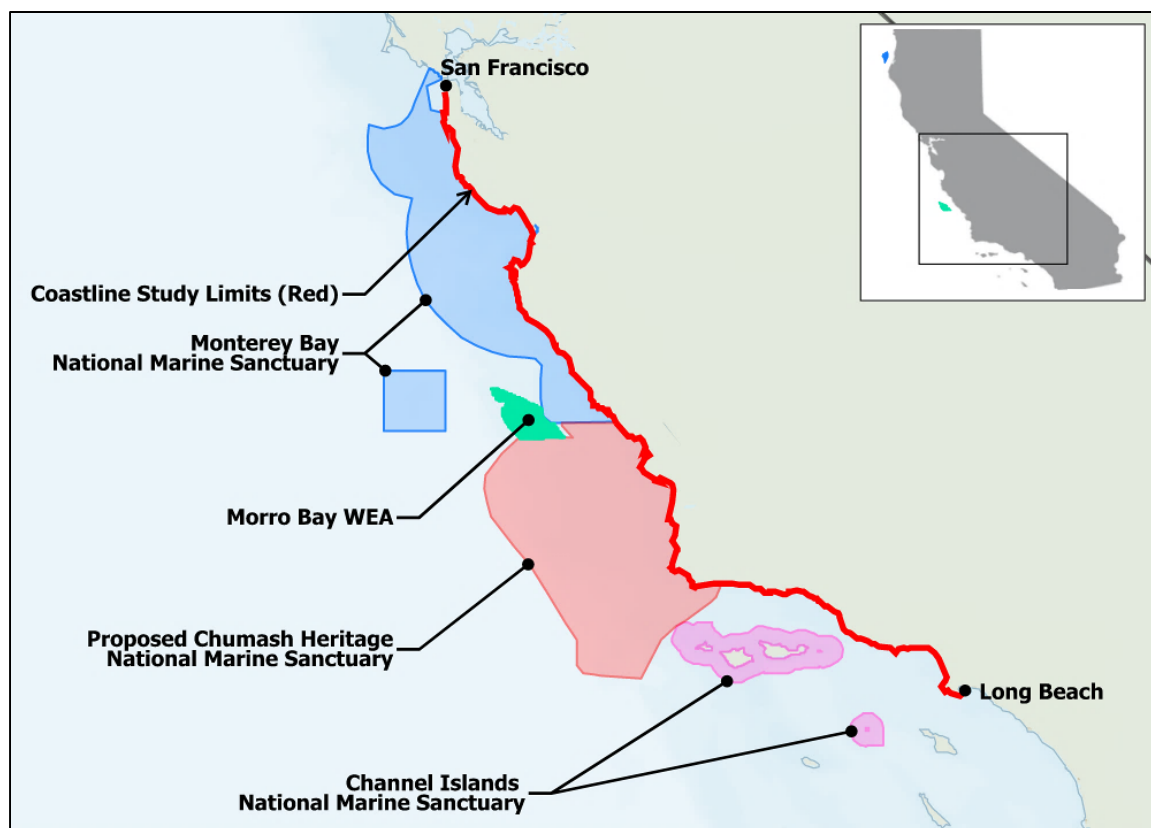 San Francisco
Coastline Study Limits (Red)
Monterey Bay
National Marine Sanctuary
Morro Bay WEA
Proposed Chumash Heritage
National Marine Sanctuary
Long Beach
Channel Islands
National Marine Sanctuary